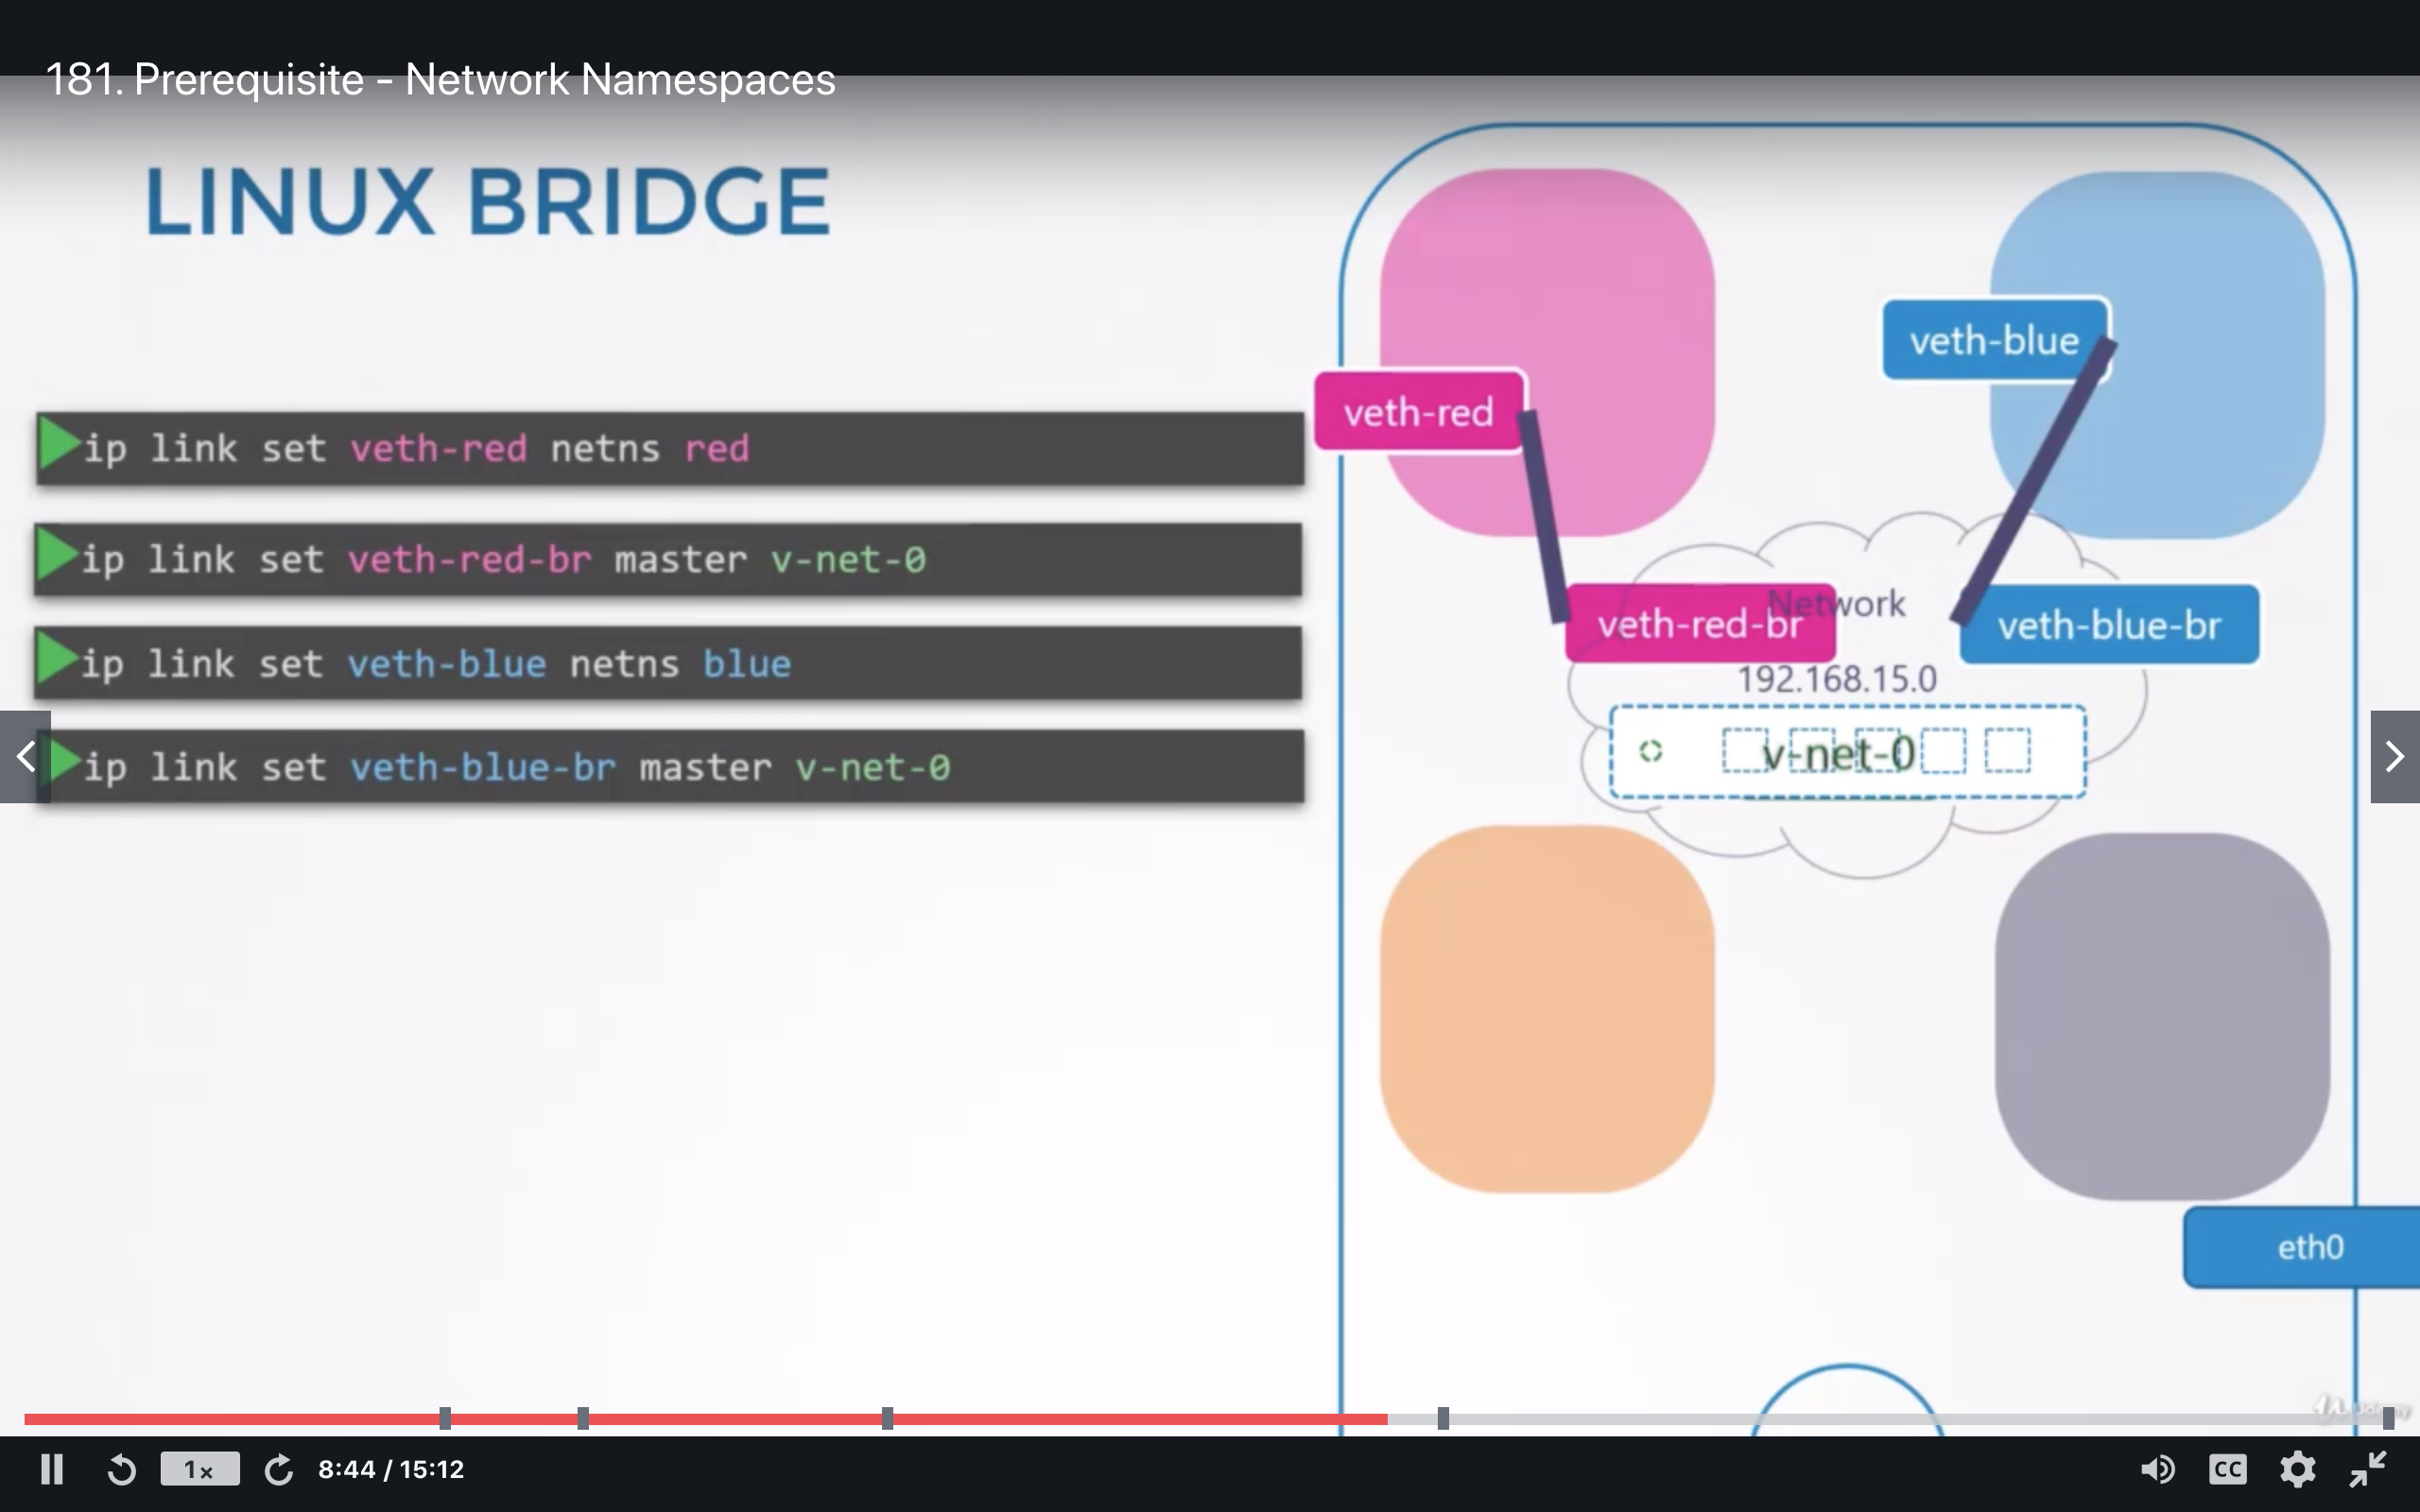 181. Prerequisite - Network Namespaces
LINUX BRIDGE
ip link set veth-red netns red
ip link set veth-red-br master v-net-0
ip link set veth-blue netns blue
ip link set veth-blue-br master v-net-0
veth-blue
veth-red
Network
veth-red-br
veth-blue-br
192.168.15.0
v-net-0
eth0
Udemy
1x
8:44 / 15:12
CC